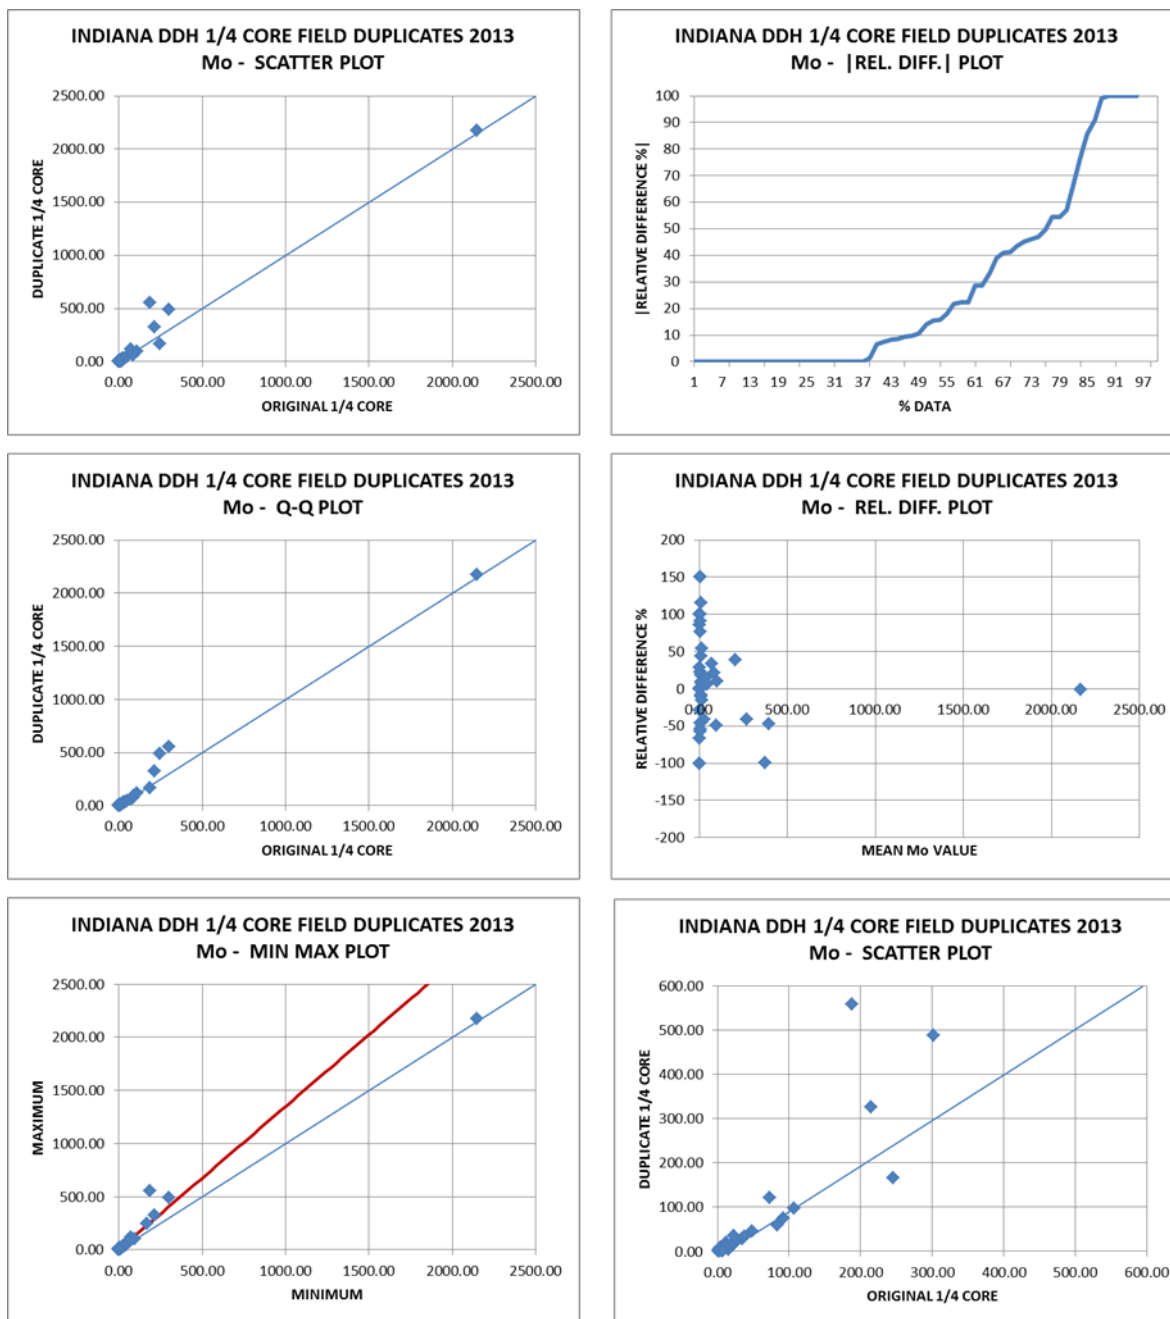 INDIANA DDH 1/4 CORE FIELD DUPLICATES 2013
Mo - SCATTER PLOT
2500.00
2000.00
1500.00
1000.00
500.00
0.00
DUPLICATE 1/4 CORE
0.00 500.00 1000.00 1500.00 2000.00 2500.00
ORIGINAL 1/4 CORE
INDIANA DDH 1/4 CORE FIELD DUPLICATES 2013
Mo - |REL. DIFF.| PLOT
100
90
80
70
60
50
40
30
20
10
0
|RELATIVE DIFFERENCE %|
1 7 13 19 25 31 37 43 49 55 61 67 73 79 85 91 97
% DATA
INDIANA DDH 1/4 CORE FIELD DUPLICATES 2013
Mo - Q-Q PLOT
2500.00
2000.00
1500.00
1000.00
500.00
0.00
DUPLICATE 1/4 CORE
0.00 500.00 1000.00 1500.00 2000.00 2500.00
ORIGINAL 1/4 CORE
INDIANA DDH 1/4 CORE FIELD DUPLICATES 2013
Mo - REL. DIFF. PLOT
200
150
100
50
0
-50
-100
-150
-200
RELATIVE DIFFERENCE %
0.00 500.00 1000.00 1500.00 2000.00 2500.00
MEAN Mo VALUE
INDIANA DDH 1/4 CORE FIELD DUPLICATES 2013
Mo - MIN MAX PLOT
2500.00
2000.00
1500.00
1000.00
500.00
0.00
MAXIMUM
0.00 500.00 1000.00 1500.00 2000.00 2500.00
MINIMUM
INDIANA DDH 1/4 CORE FIELD DUPLICATES 2013
Mo - SCATTER PLOT
600.00
500.00
400.00
300.00
200.00
100.00
0.00
DUPLICATE 1/4 CORE
0.00 100.00 200.00 300.00 400.00 500.00 600.00
ORIGINAL 1/4 CORE